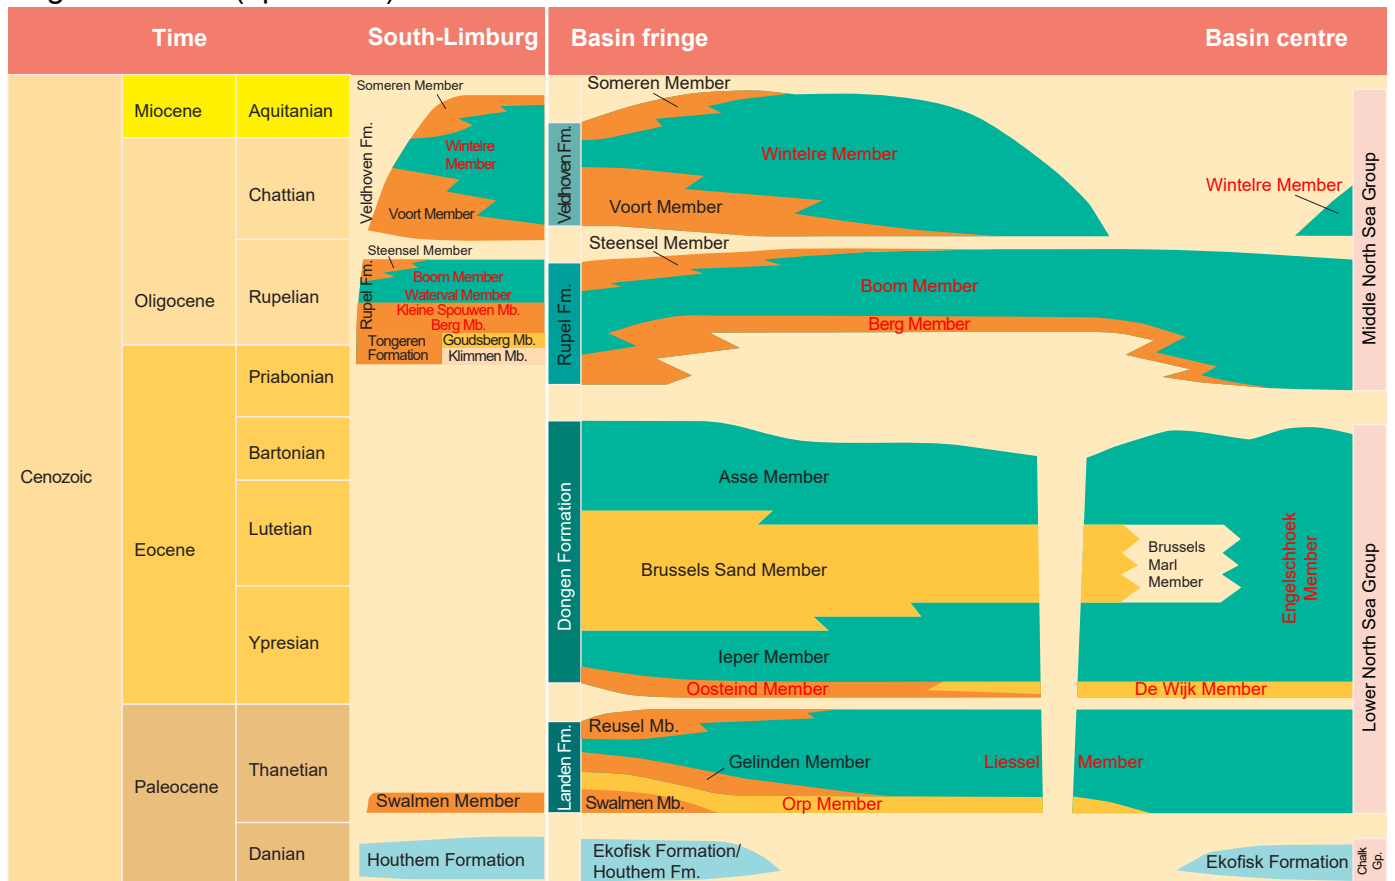 Time
South-Limburg
Basin fringe
Basin centre
Cenozoic
Miocene
Oligocene
Eocene
Paleocene
Aquitanian
Chattian
Rupelian
Priabonian
Bartonian
Lutetian
Ypresian
Thanetian
Danian
Someren Member
Veldhoven Fm.
Wintelre
Member
Voort Member
Steensel Member
Rupel Fm.
Boom Member
Waterval Member
Kleine Spouwen Mb.
Berg Mb.
Tongeren
Formation
Goudsberg Mb.
Klimmen Mb.
Swalmen Member
Houthem Formation
Veldhoven Fm.
Rupel Fm.
Dongen Formation
Landen Fm.
Someren Member
Wintelre Member
Voort Member
Wintelre Member
Steensel Member
Boom Member
Berg Member
Asse Member
Brussels Sand Member
Brussels
Marl
Member
Engelschhoek
Member
Ieper Member
Oosteind Member
De Wijk Member
Reusel Mb.
Gelinden Member
Liessel
Member
Swalmen Mb.
Orp Member
Ekofisk Formation/
Houthem Fm.
Ekofisk Formation
Middle North Sea Group
Lower North Sea Group
Chalk
Gp.